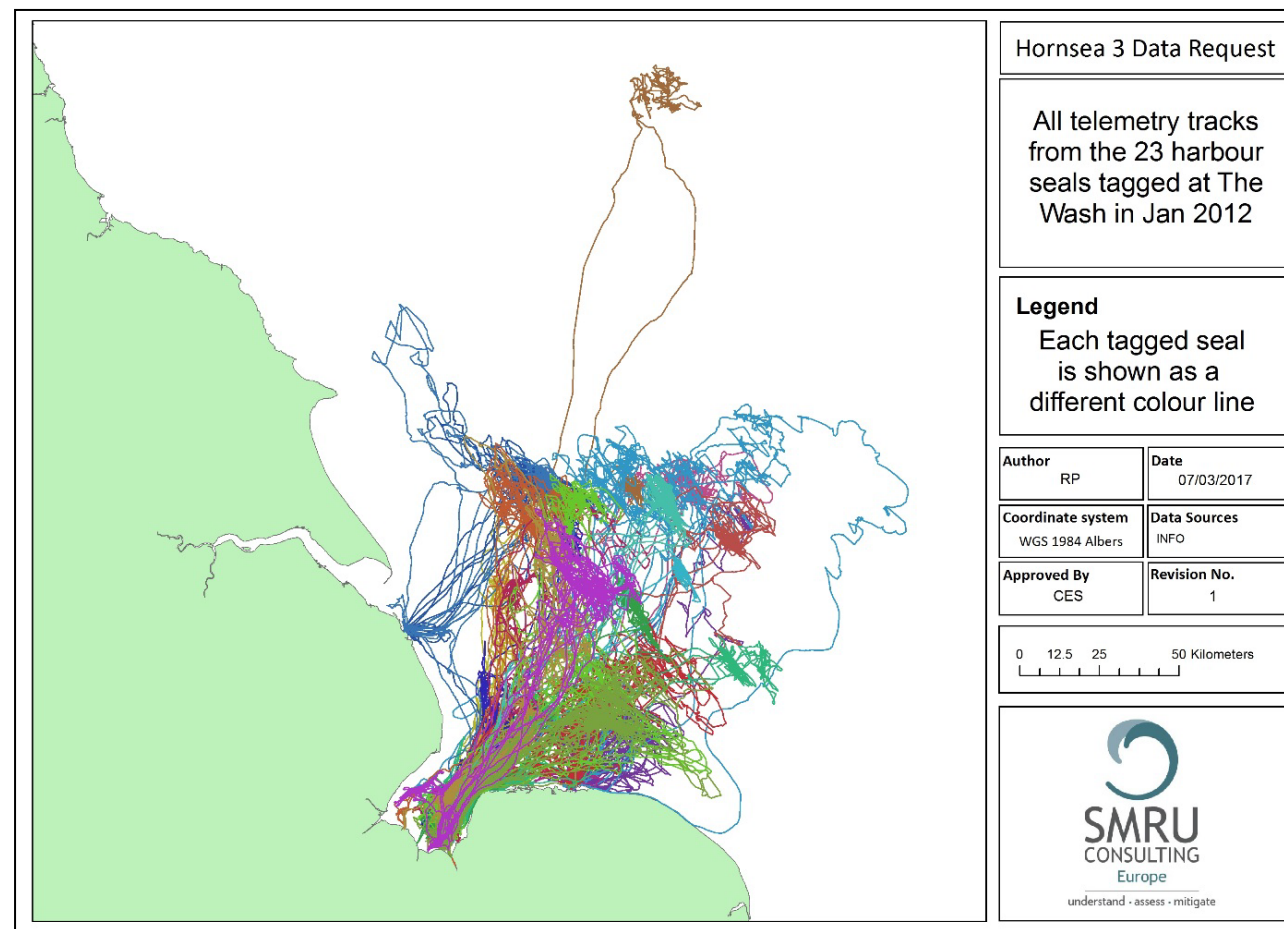 Hornsea 3 Data Request
All telemetry tracks
from the 23 harbour
seals tagged at The
Wash in Jan 2012
Legend
Each tagged seal
is shown as a
different colour line
Author
RP
Date
07/03/2017
Coordinate system
WGS 1984 Albers
Data Sources
INFO
Approved By
CES
Revision No.
1
0 12.5 25 50 Kilometers
SMRU
CONSULTING
Europe
understand · assess · mitigate